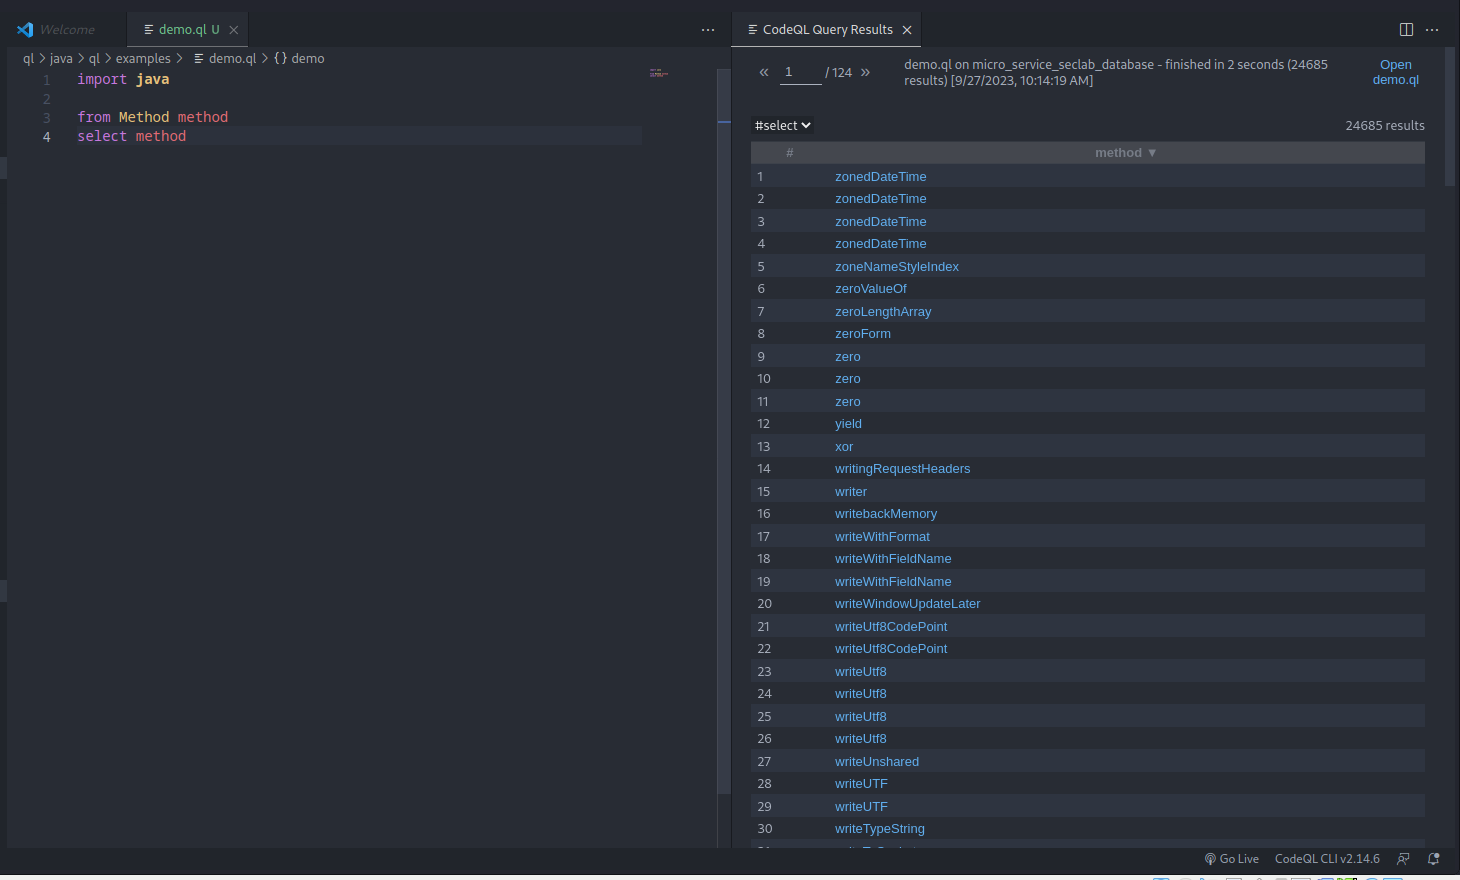 Welcome
demo.ql U
CodeQL Query Results
ql > java > ql > examples > demo.ql > {} demo
1 import java
2
3 from Method method
4 select method
« 1 / 124 »
demo.ql on micro_service_seclab_database - finished in 2 seconds (24685
results) [9/27/2023, 10:14:19 AM]
Open
demo.ql
#select
24685 results
# method ▼
1 zonedDateTime
2 zonedDateTime
3 zonedDateTime
4 zonedDateTime
5 zoneNameStyleIndex
6 zeroValueOf
7 zeroLengthArray
8 zeroForm
9 zero
10 zero
11 zero
12 yield
13 xor
14 writingRequestHeaders
15 writer
16 writebackMemory
17 writeWithFormat
18 writeWithFieldName
19 writeWithFieldName
20 writeWindowUpdateLater
21 writeUtf8CodePoint
22 writeUtf8CodePoint
23 writeUtf8
24 writeUtf8
25 writeUtf8
26 writeUtf8
27 writeUnshared
28 writeUTF
29 writeUTF
30 writeTypeString
Go Live
CodeQL CLI v2.14.6